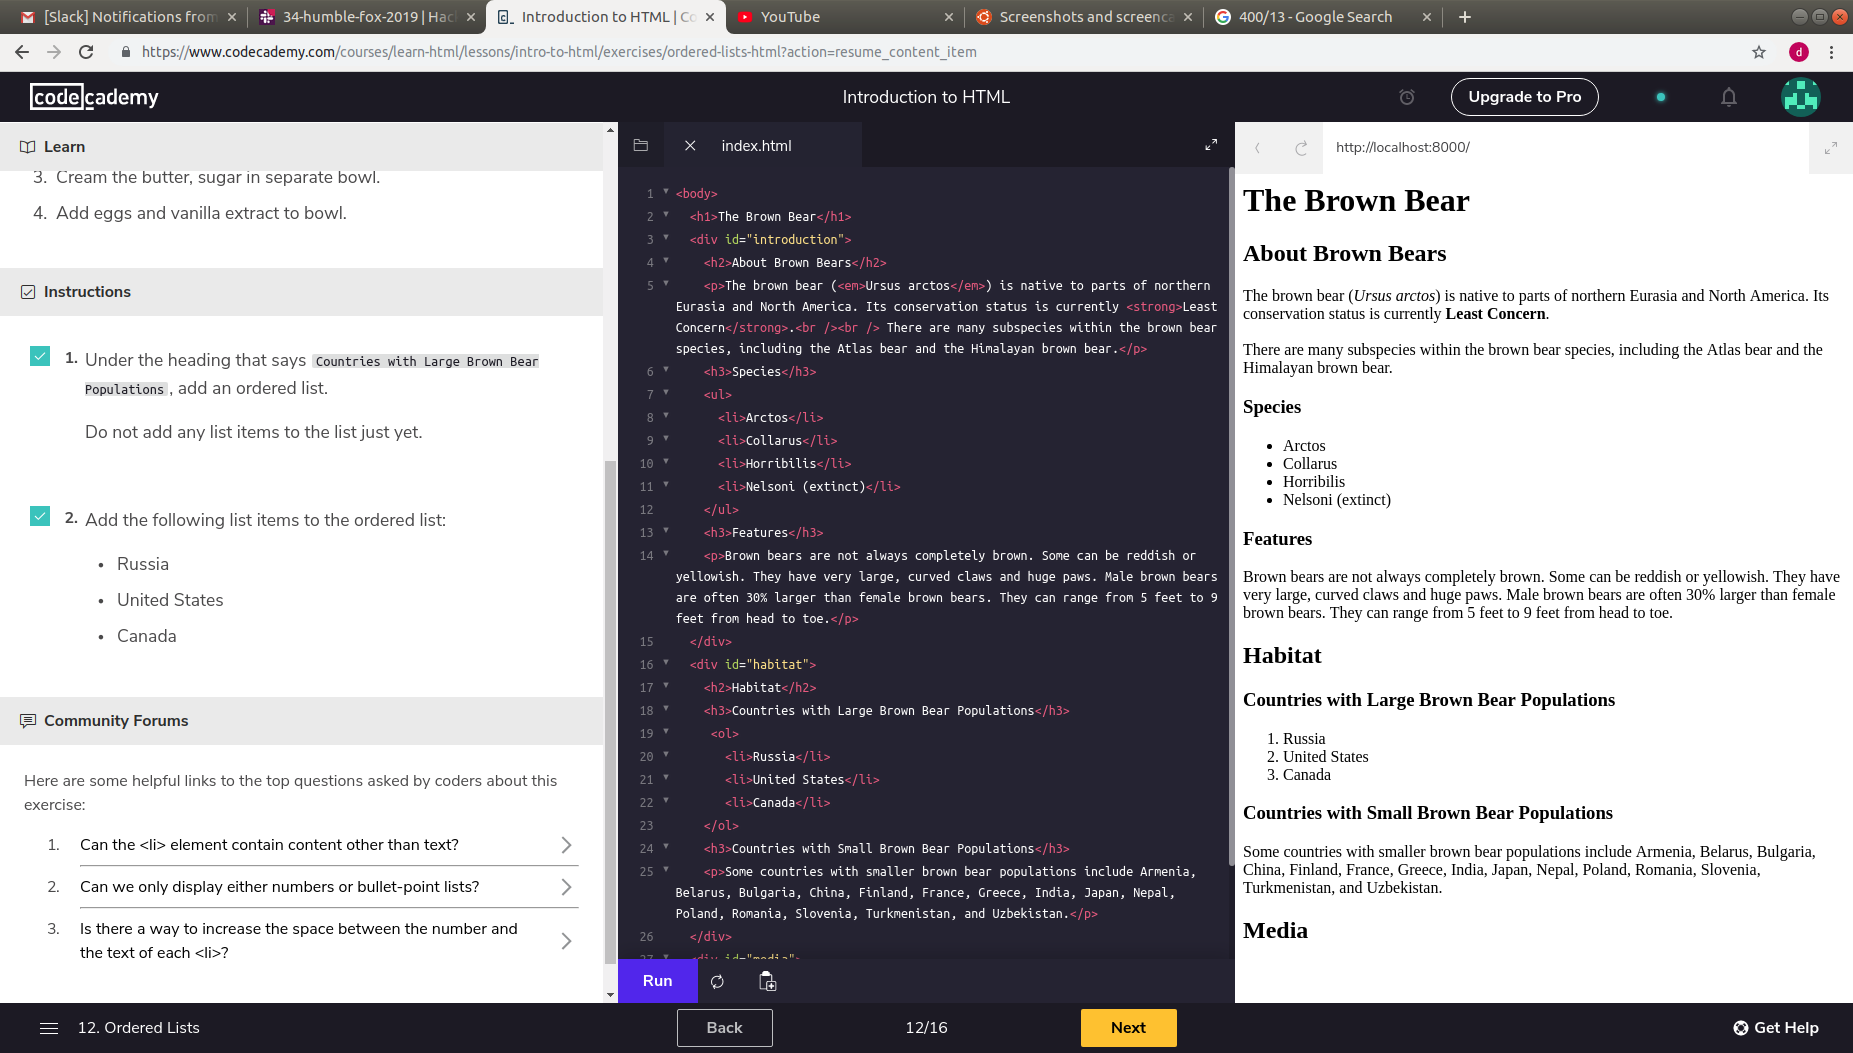 [Slack] Notifications from
34-humble-fox-2019 | Hac
[C]_ Introduction to HTML | Co
YouTube
Screenshots and screenca
400/13 - Google Search
https://www.codecademy.com/courses/learn-html/lessons/intro-to-html/exercises/ordered-lists-html?action=resume_content_item
d
codecademy
Introduction to HTML
Upgrade to Pro
Learn
3. Cream the butter, sugar in separate bowl.
4. Add eggs and vanilla extract to bowl.
Instructions
1. Under the heading that says Countries with Large Brown Bear
Populations, add an ordered list.
Do not add any list items to the list just yet.
2. Add the following list items to the ordered list:
• Russia
• United States
• Canada
Community Forums
Here are some helpful links to the top questions asked by coders about this
exercise:
1. Can the <li> element contain content other than text?
2. Can we only display either numbers or bullet-point lists?
3. Is there a way to increase the space between the number and
the text of each <li>?
index.html
1 <body>
2 <h1>The Brown Bear</h1>
3 <div id="introduction">
4 <h2>About Brown Bears</h2>
5 <p>The brown bear (<em>Ursus arctos</em>) is native to parts of northern
Eurasia and North America. Its conservation status is currently <strong>Least
Concern</strong>.<br /><br /> There are many subspecies within the brown bear
species, including the Atlas bear and the Himalayan brown bear.</p>
6 <h3>Species</h3>
7 <ul>
8 <li>Arctos</li>
9 <li>Collarus</li>
10 <li>Horribilis</li>
11 <li>Nelsoni (extinct)</li>
12 </ul>
13 <h3>Features</h3>
14 <p>Brown bears are not always completely brown. Some can be reddish or
yellowish. They have very large, curved claws and huge paws. Male brown bears
are often 30% larger than female brown bears. They can range from 5 feet to 9
feet from head to toe.</p>
15 </div>
16 <div id="habitat">
17 <h2>Habitat</h2>
18 <h3>Countries with Large Brown Bear Populations</h3>
19 <ol>
20 <li>Russia</li>
21 <li>United States</li>
22 <li>Canada</li>
23 </ol>
24 <h3>Countries with Small Brown Bear Populations</h3>
25 <p>Some countries with smaller brown bear populations include Armenia,
Belarus, Bulgaria, China, Finland, France, Greece, India, Japan, Nepal,
Poland, Romania, Slovenia, Turkmenistan, and Uzbekistan.</p>
26 </div>
27 <div id="media">
Run
http://localhost:8000/
The Brown Bear
About Brown Bears
The brown bear (Ursus arctos) is native to parts of northern Eurasia and North America. Its
conservation status is currently Least Concern.
There are many subspecies within the brown bear species, including the Atlas bear and the
Himalayan brown bear.
Species
• Arctos
• Collarus
• Horribilis
• Nelsoni (extinct)
Features
Brown bears are not always completely brown. Some can be reddish or yellowish. They have
very large, curved claws and huge paws. Male brown bears are often 30% larger than female
brown bears. They can range from 5 feet to 9 feet from head to toe.
Habitat
Countries with Large Brown Bear Populations
1. Russia
2. United States
3. Canada
Countries with Small Brown Bear Populations
Some countries with smaller brown bear populations include Armenia, Belarus, Bulgaria,
China, Finland, France, Greece, India, Japan, Nepal, Poland, Romania, Slovenia,
Turkmenistan, and Uzbekistan.
Media
12. Ordered Lists
Back
12/16
Next
Get Help